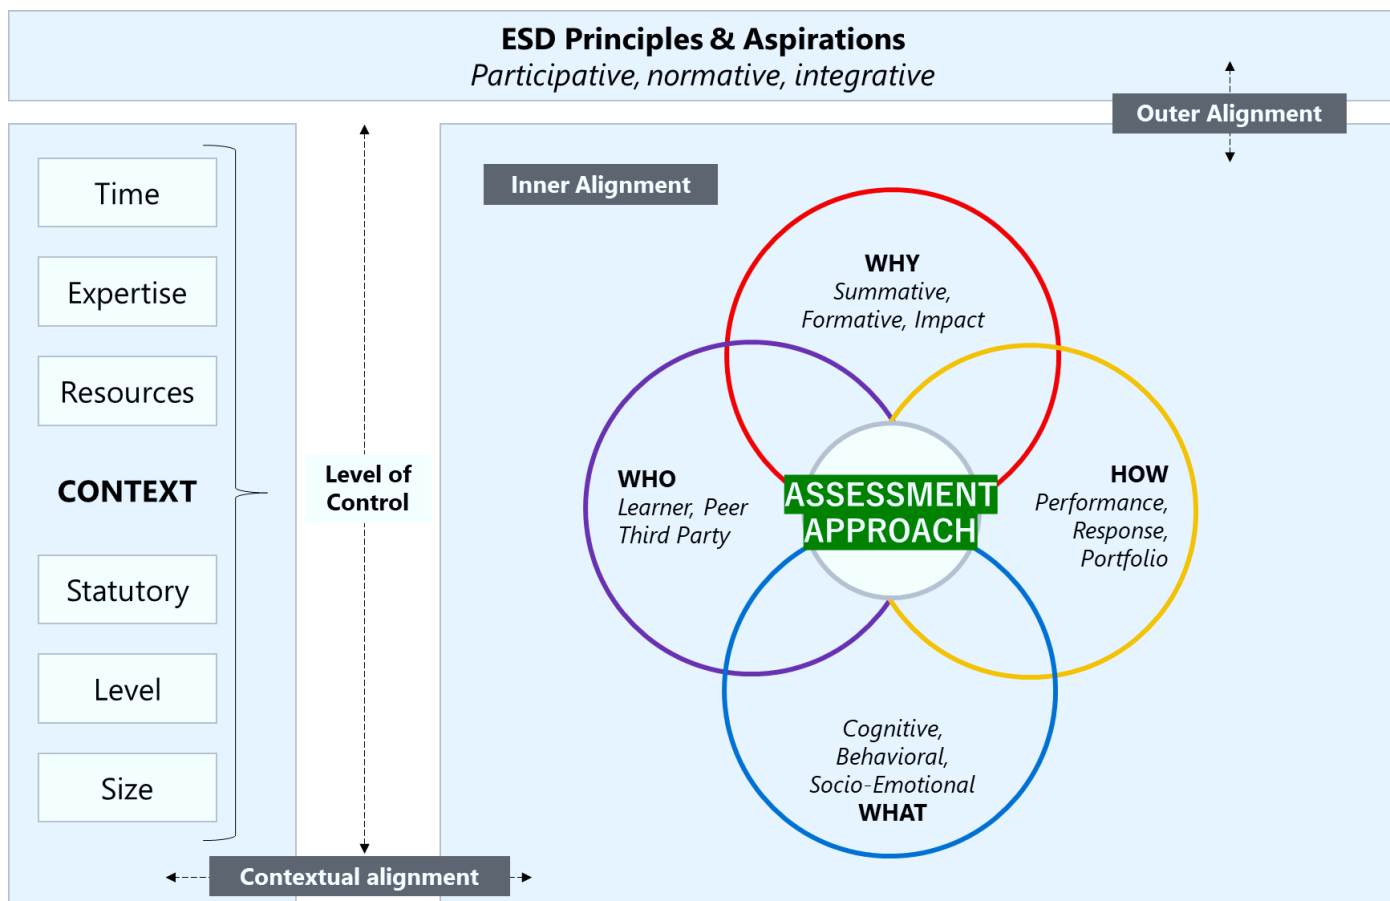 ESD Principles & Aspirations
Participative, normative, integrative
Outer Alignment
Time
Expertise
Resources
CONTEXT
Statutory
Level
Size
Level of
Control
Contextual alignment
Inner Alignment
WHY
Summative,
Formative, Impact
WHO
Learner, Peer
Third Party
ASSESSMENT
APPROACH
HOW
Performance,
Response,
Portfolio
Cognitive,
Behavioral,
Socio-Emotional
WHAT